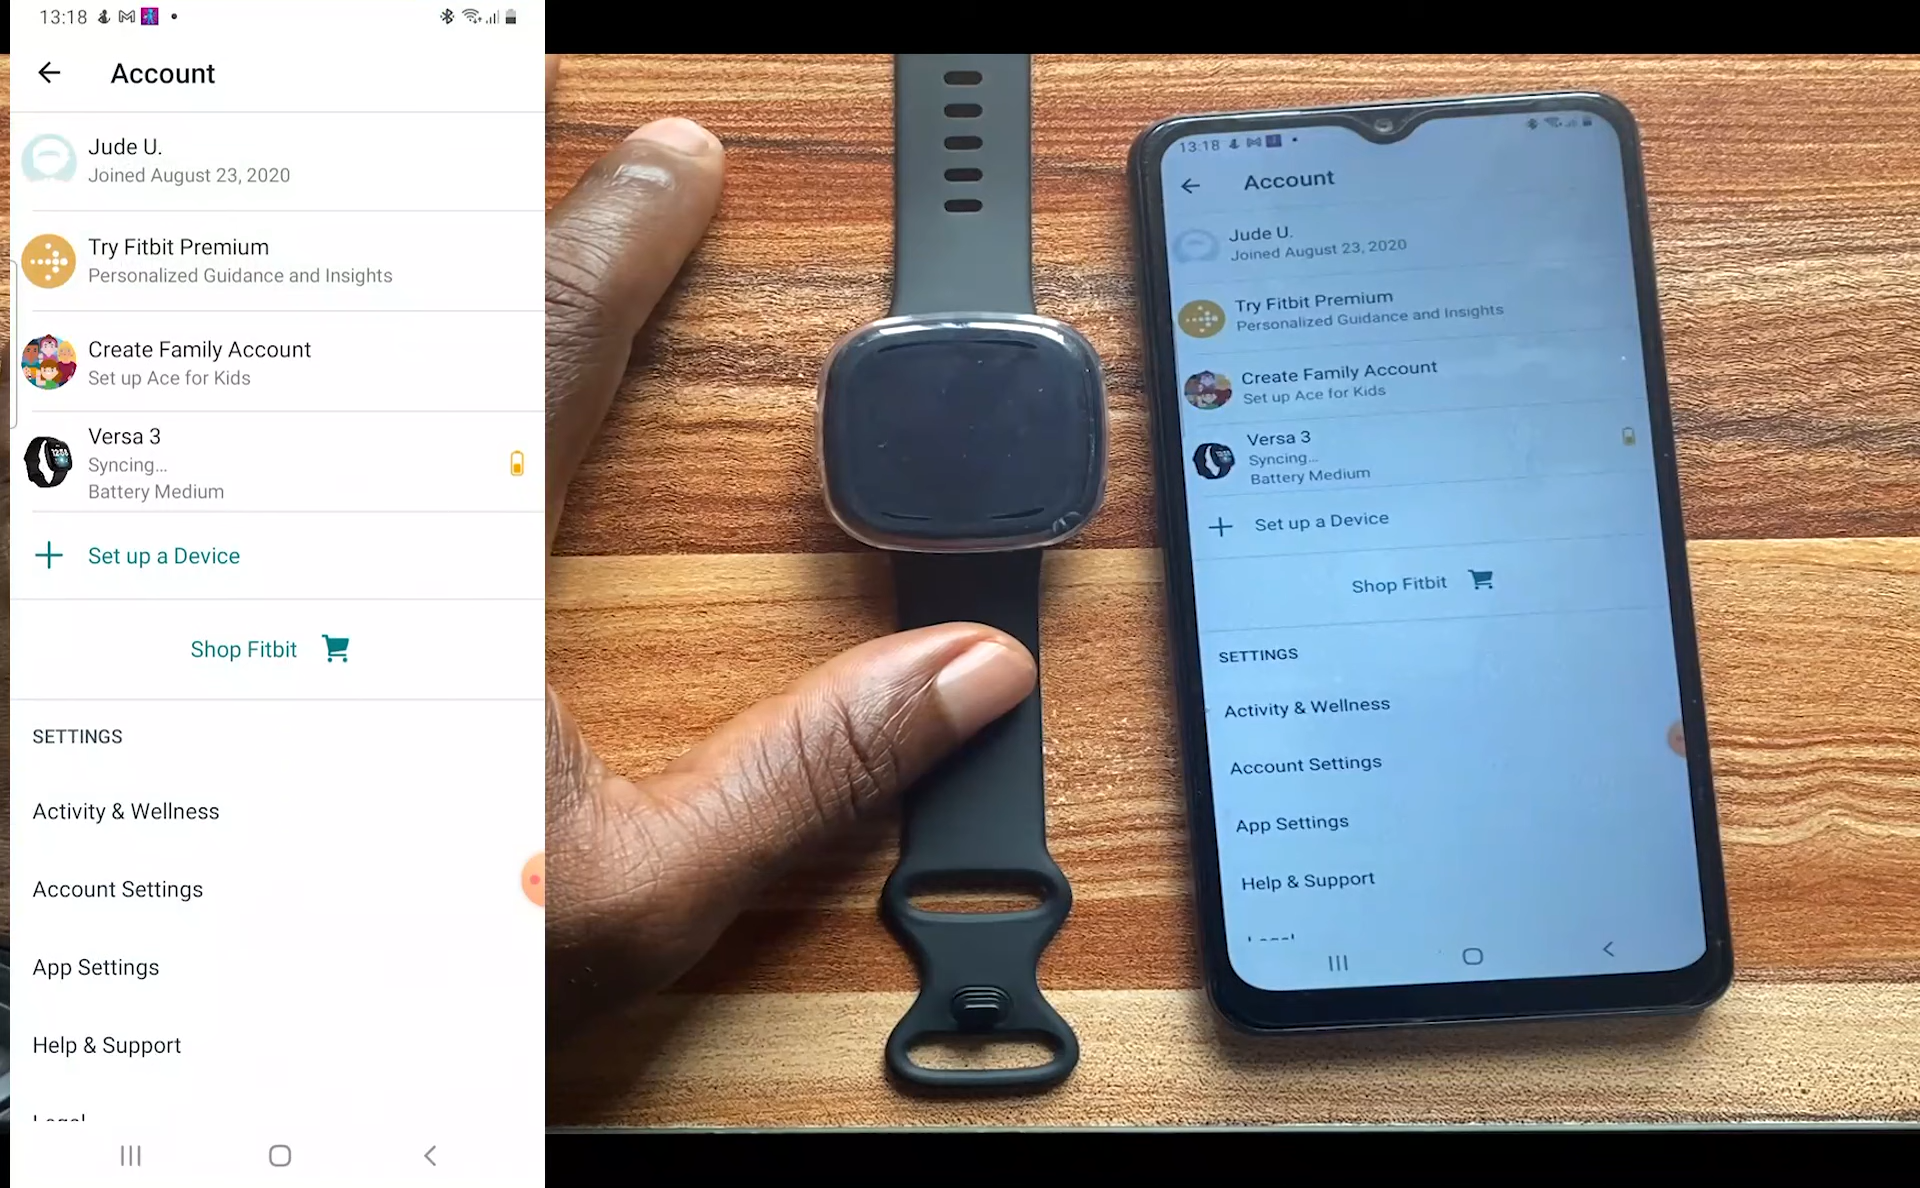 13:18
Account
Jude U.
Joined August 23, 2020
Try Fitbit Premium
Personalized Guidance and Insights
Create Family Account
Set up Ace for Kids
Versa 3
Syncing...
Battery Medium
Set up a Device
Shop Fitbit
SETTINGS
Activity & Wellness
Account Settings
App Settings
Help & Support
13:18
Account
Jude U.
Joined August 23, 2020
Try Fitbit Premium
Personalized Guidance and Insights
Create Family Account
Set up Ace for Kids
Versa 3
Syncing...
Battery Medium
Set up a Device
Shop Fitbit
SETTINGS
Activity & Wellness
Account Settings
App Settings
Help & Support